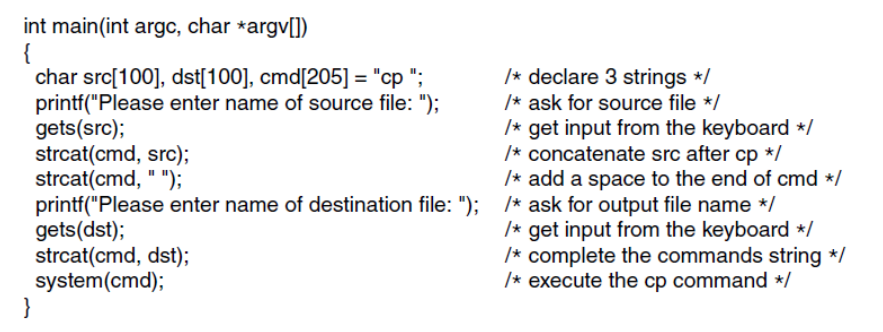 int main(int argc, char *argv[])
{
char src[100], dst[100], cmd[205] = "cp "; /* declare 3 strings */
printf("Please enter name of source file: "); /* ask for source file */
gets(src); /* get input from the keyboard */
strcat(cmd, src); /* concatenate src after cp */
strcat(cmd, " "); /* add a space to the end of cmd */
printf("Please enter name of destination file: "); /* ask for output file name */
gets(dst); /* get input from the keyboard */
strcat(cmd, dst); /* complete the commands string */
system(cmd); /* execute the cp command */
}